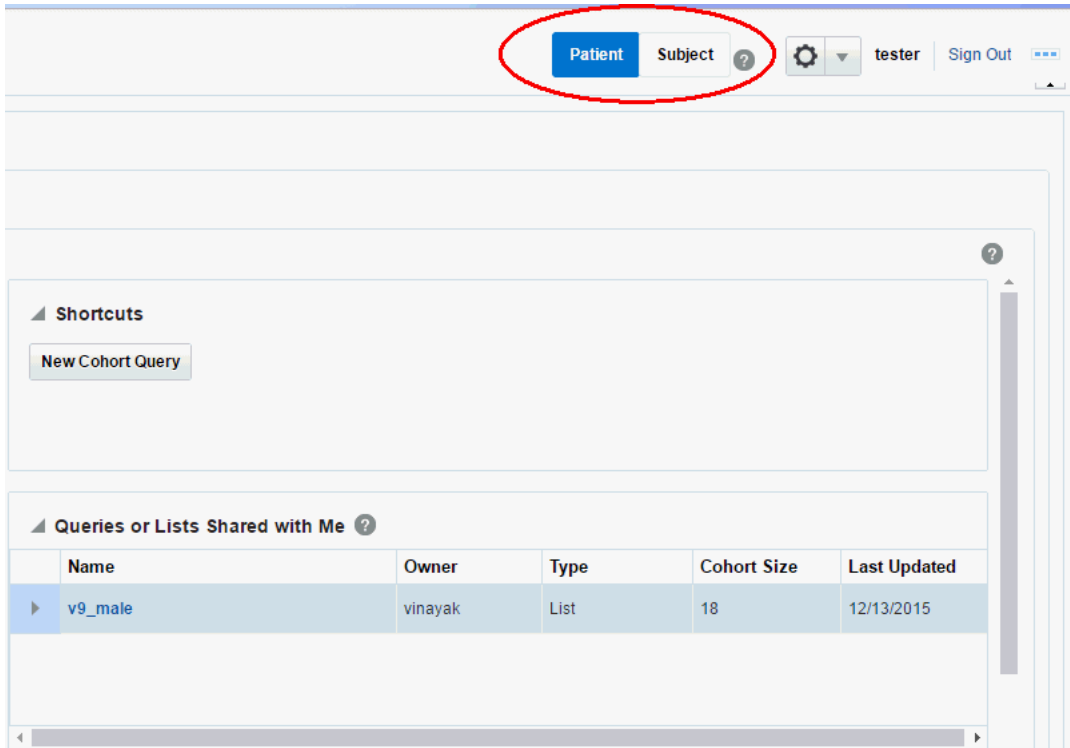 Patient Subject ? tester Sign Out
?
Shortcuts
New Cohort Query
Queries or Lists Shared with Me ?
Name Owner Type Cohort Size Last Updated
v9_male vinayak List 18 12/13/2015